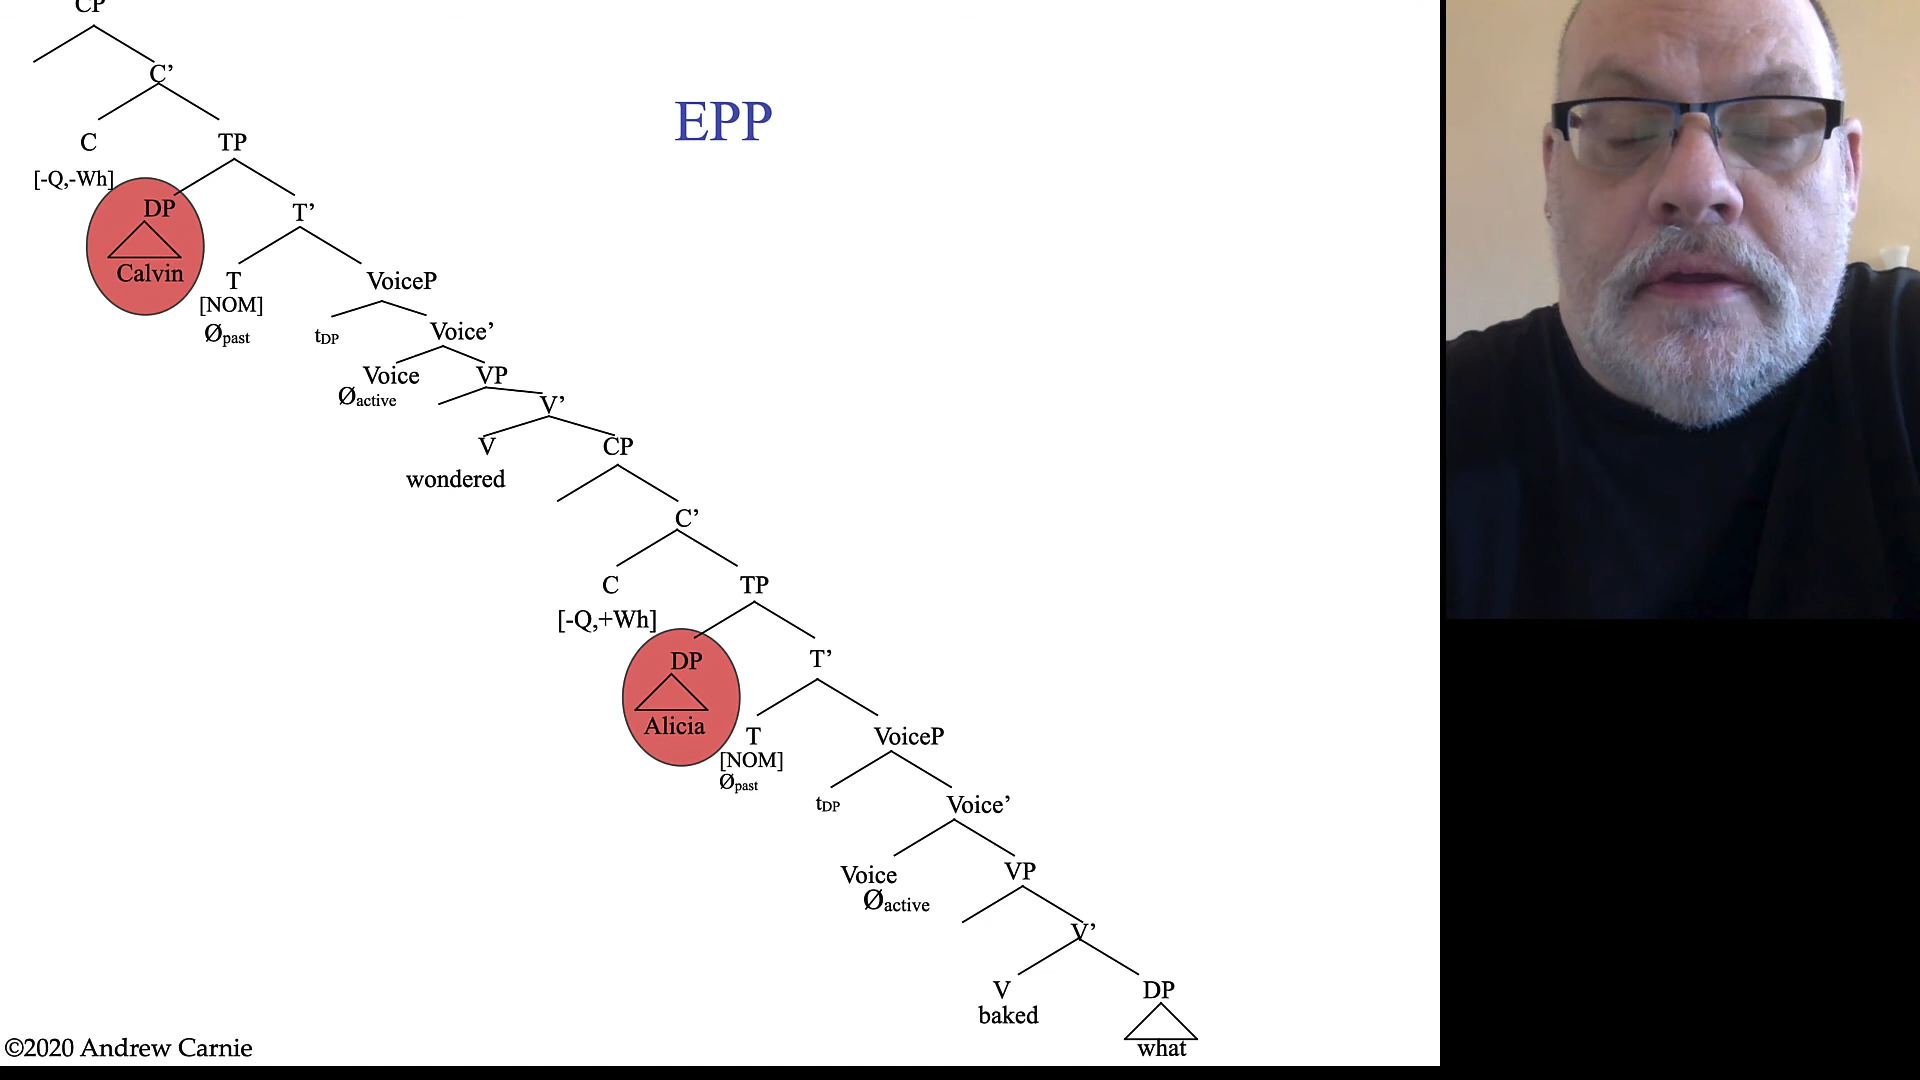 CP
C’
EPP
C
TP
[-Q,-Wh]
DP
T’
Calvin
T
VoiceP
[NOM]
Øpast
tDP
Voice’
Voice
VP
Øactive
V’
V
CP
wondered
C’
C
TP
[-Q,+Wh]
DP
T’
Alicia
T
VoiceP
[NOM]
Øpast
tDP
Voice’
Voice
VP
Øactive
V’
V
DP
baked
what
©2020 Andrew Carnie